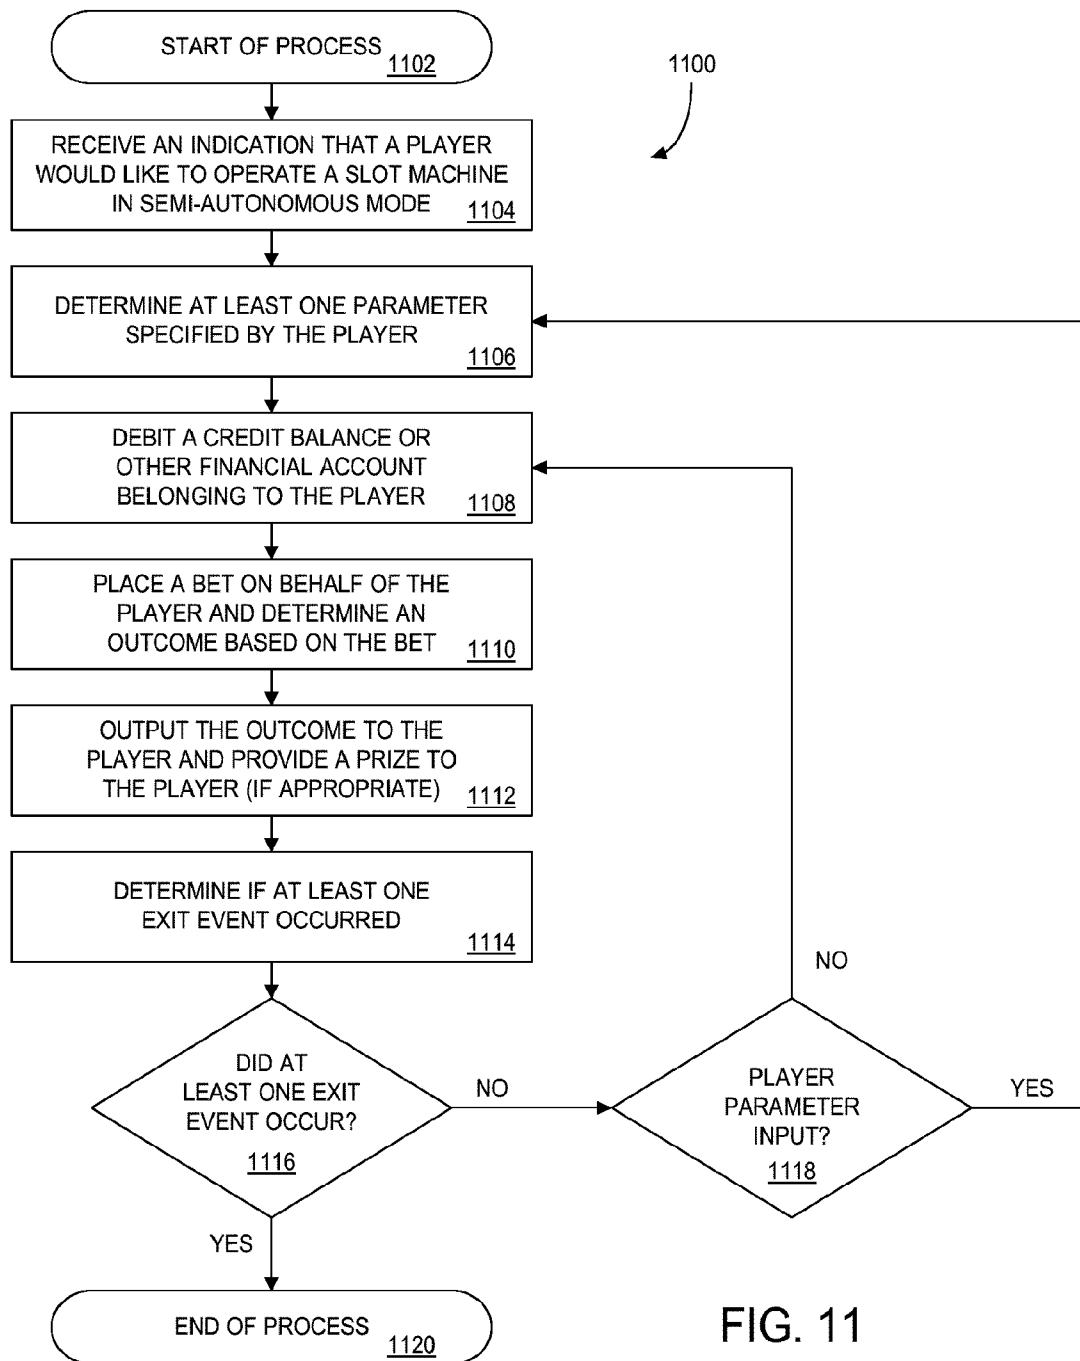 START OF PROCESS 1102
1100
RECEIVE AN INDICATION THAT A PLAYER
WOULD LIKE TO OPERATE A SLOT MACHINE
IN SEMI-AUTONOMOUS MODE 1104
DETERMINE AT LEAST ONE PARAMETER
SPECIFIED BY THE PLAYER
1106
DEBIT A CREDIT BALANCE OR
OTHER FINANCIAL ACCOUNT
BELONGING TO THE PLAYER 1108
PLACE A BET ON BEHALF OF THE
PLAYER AND DETERMINE AN
OUTCOME BASED ON THE BET 1110
OUTPUT THE OUTCOME TO THE
PLAYER AND PROVIDE A PRIZE TO
THE PLAYER (IF APPROPRIATE) 1112
DETERMINE IF AT LEAST ONE
EXIT EVENT OCCURRED
1114
DID AT
LEAST ONE EXIT
EVENT OCCUR?
1116
NO
PLAYER
PARAMETER
INPUT?
1118
NO
YES
YES
END OF PROCESS 1120
FIG. 11